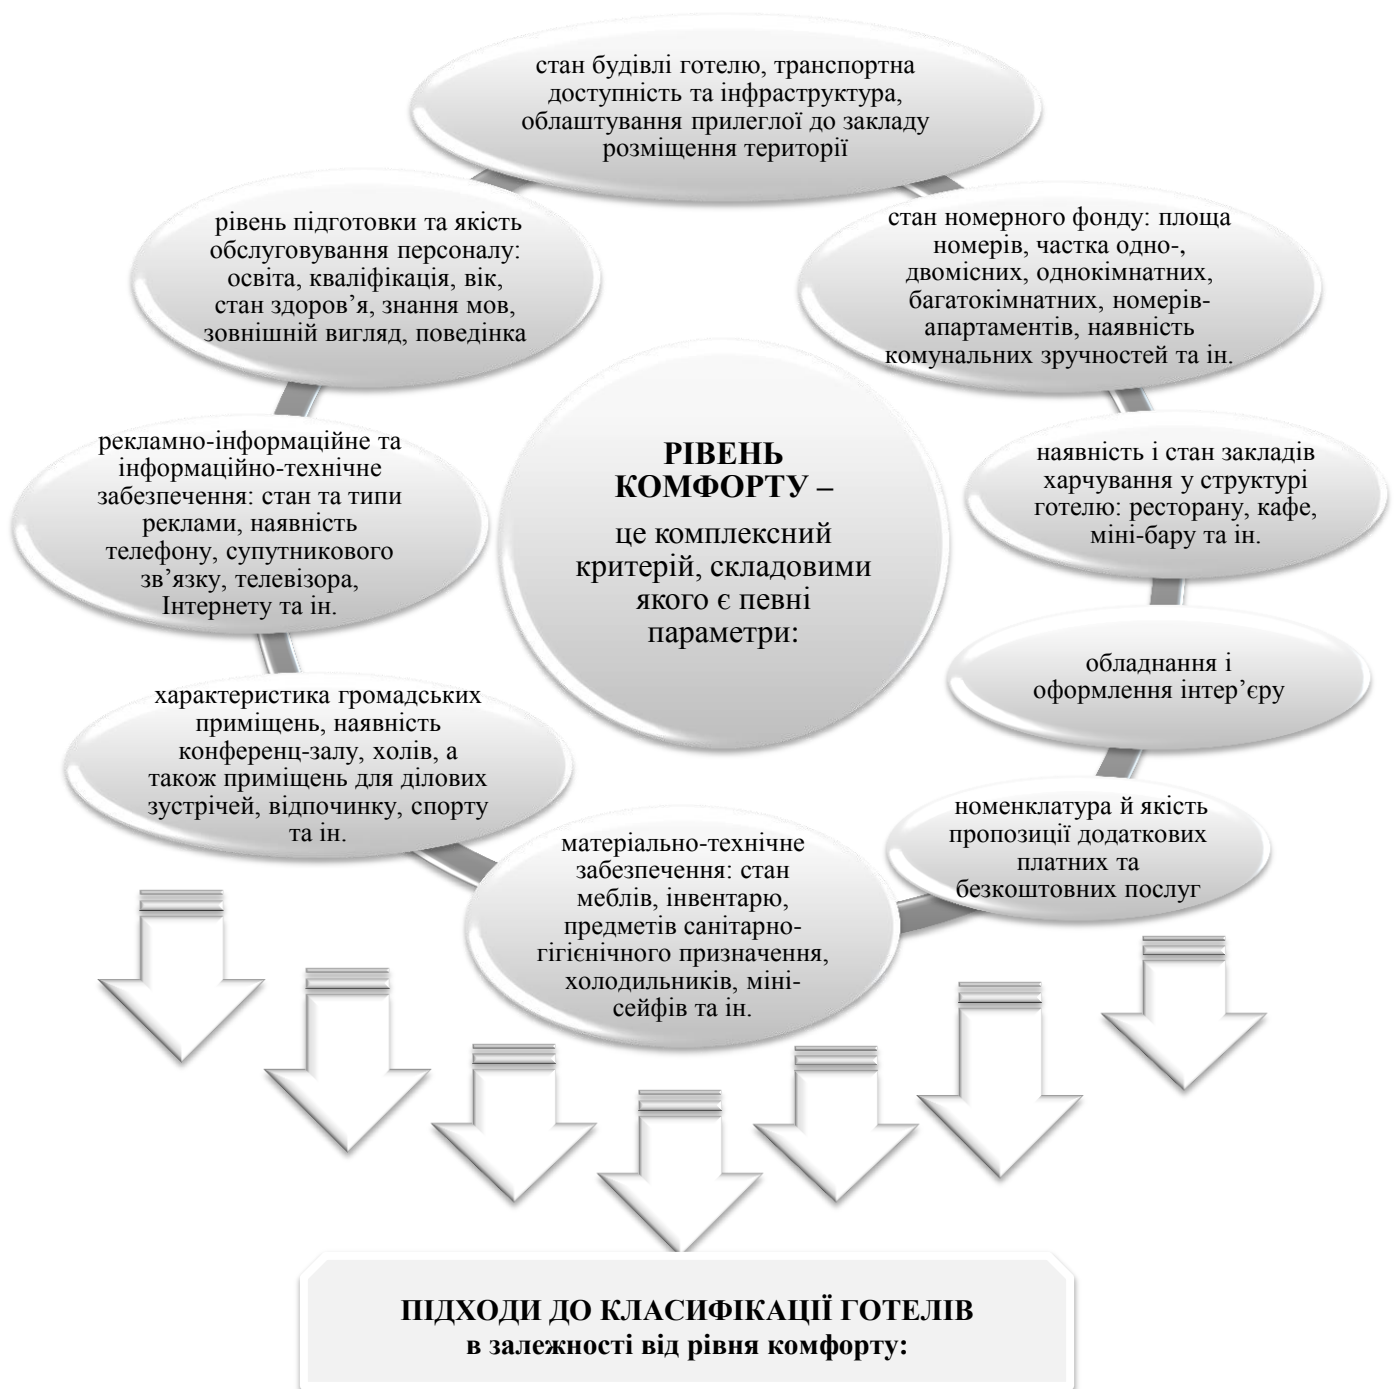 стан будівлі готелю, транспортна
доступність та інфраструктура,
облаштування прилеглої до закладу
розміщення території
рівень підготовки та якість
обслуговування персоналу:
освіта, кваліфікація, вік,
стан здоров’я, знання мов,
зовнішній вигляд, поведінка
стан номерного фонду: площа
номерів, частка одно-,
двомісних, однокімнатних,
багатокімнатних, номерів-
апартаментів, наявність
комунальних зручностей та ін.
РІВЕНЬ
КОМФОРТУ –
це комплексний
критерій, складовими
якого є певні
параметри:
рекламно-інформаційне та
інформаційно-технічне
забезпечення: стан та типи
реклами, наявність
телефону, супутникового
зв’язку, телевізора,
Інтернету та ін.
наявність і стан закладів
харчування у структурі
готелю: ресторану, кафе,
міні-бару та ін.
обладнання і
оформлення інтер’єру
характеристика громадських
приміщень, наявність
конференц-залу, холів, а
також приміщень для ділових
зустрічей, відпочинку, спорту
та ін.
номенклатура й якість
пропозиції додаткових
платних та
безкоштовних послуг
матеріально-технічне
забезпечення: стан
меблів, інвентарю,
предметів санітарно-
гігієнічного призначення,
холодильників, міні-
сейфів та ін.
ПІДХОДИ ДО КЛАСИФІКАЦІЇ ГОТЕЛІВ
в залежності від рівня комфорту: